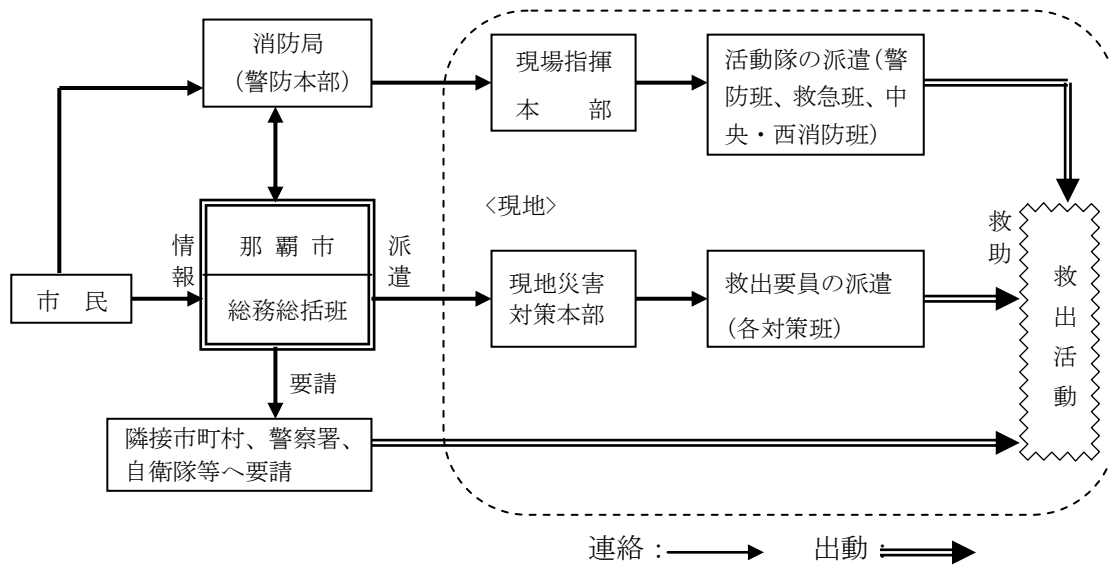 消防局
（警防本部）
現場指揮
本　部
活動隊の派遣（警
防班、救急班、中
央・西消防班）
<現地>
情報
那 覇 市
総務総括班
派遣
市　民
現地災害
対策本部
救出要員の派遣
（各対策班）
救助
救出活動
要請
隣接市町村、警察署、
自衛隊等へ要請
連絡：
出動：